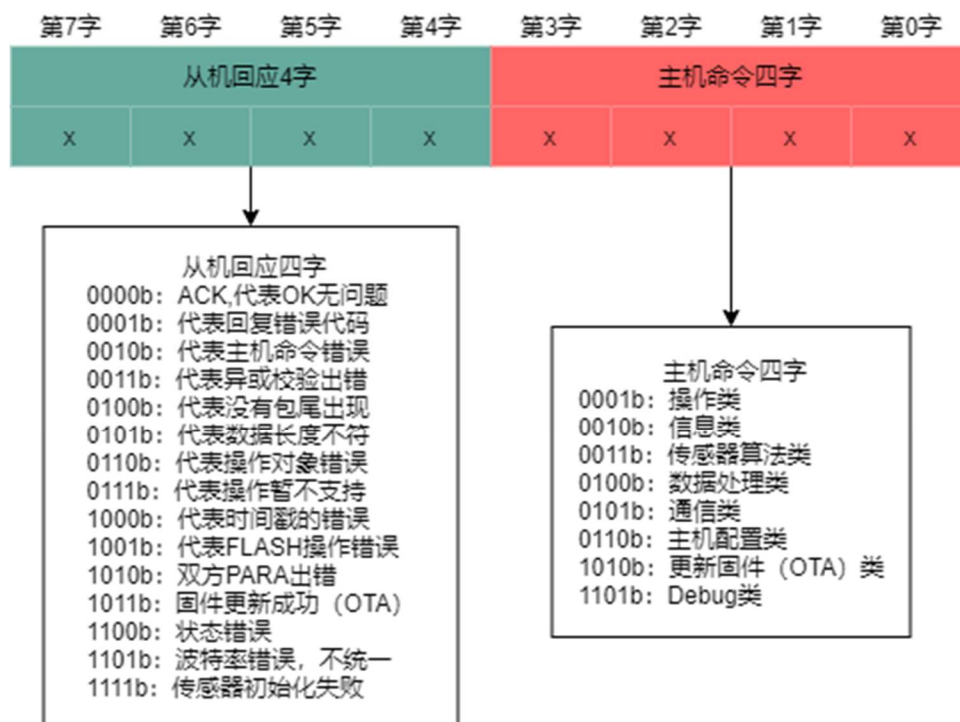 第7字 第6字 第5字 第4字 第3字 第2字 第1字 第0字
从机回应4字 主机命令四字
x x x x x x x x
从机回应四字
0000b：ACK,代表OK无问题
0001b：代表回复错误代码
0010b：代表主机命令错误
0011b：代表异或校验出错
0100b：代表没有包尾出现
0101b：代表数据长度不符
0110b：代表操作对象错误
0111b：代表操作暂不支持
1000b：代表时间戳的错误
1001b：代表FLASH操作错误
1010b：双方PARA出错
1011b：固件更新成功（OTA）
1100b：状态错误
1101b：波特率错误，不统一
1111b：传感器初始化失败
主机命令四字
0001b：操作类
0010b：信息类
0011b：传感器算法类
0100b：数据处理类
0101b：通信类
0110b：主机配置类
1010b：更新固件（OTA）类
1101b：Debug类